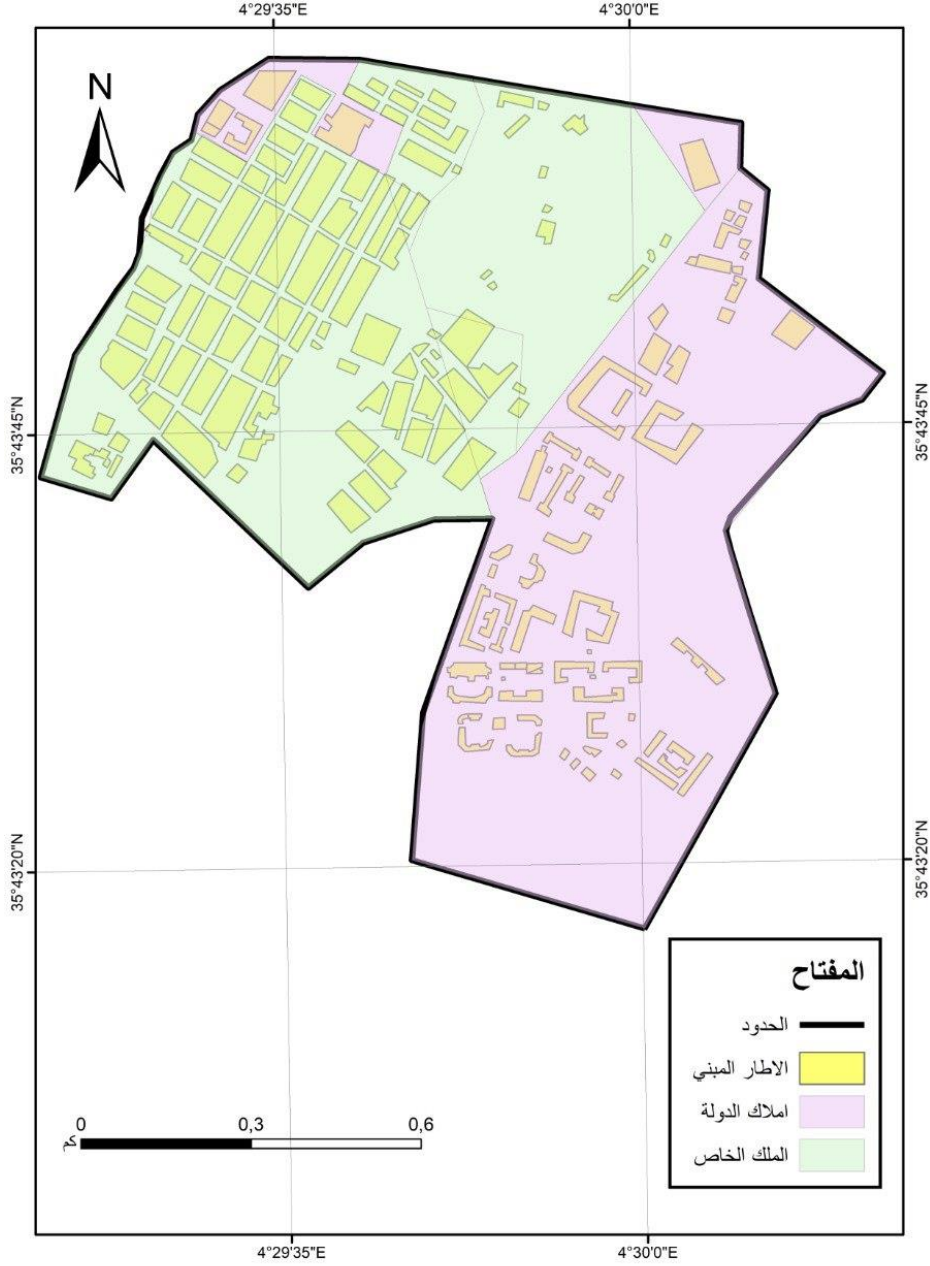 4°29'35"E
4°30'0"E
N
35°43'45"N
35°43'45"N
35°43'20"N
35°43'20"N
المفتاح
الحدود
الاطار المبني
املاك الدولة
الملك الخاص
0
0,3
0,6
كم
4°29'35"E
4°30'0"E